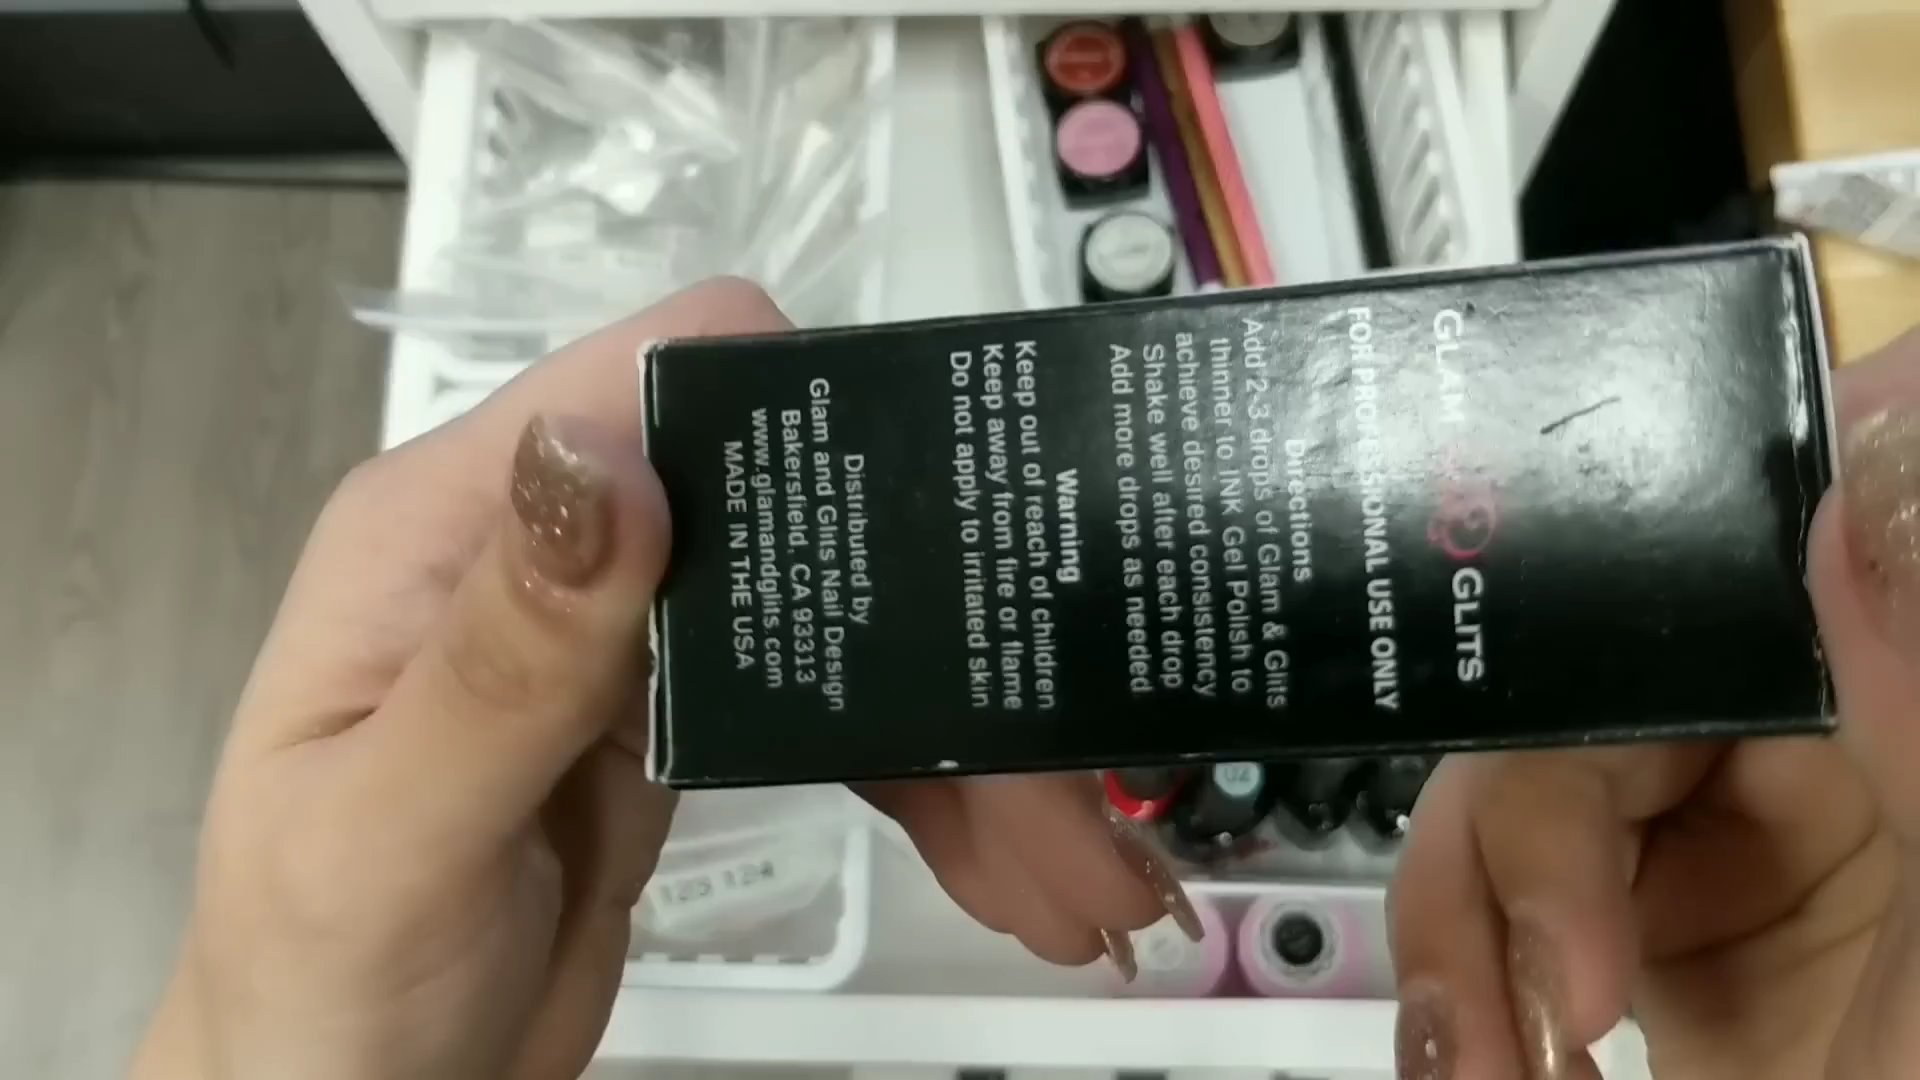 GLAM GLITS
FOR PROFESSIONAL USE ONLY
Directions
Add 2-3 drops of Glam & Glits
thinner to INK Gel Polish to
achieve desired consistency
Shake well after each drop
Add more drops as needed
Warning
Keep out of reach of children
Keep away from fire or flame
Do not apply to irritated skin
Distributed by
Glam and Glits Nail Design
Bakersfield, CA 93313
www.glamandglits.com
MADE IN THE USA
123 124